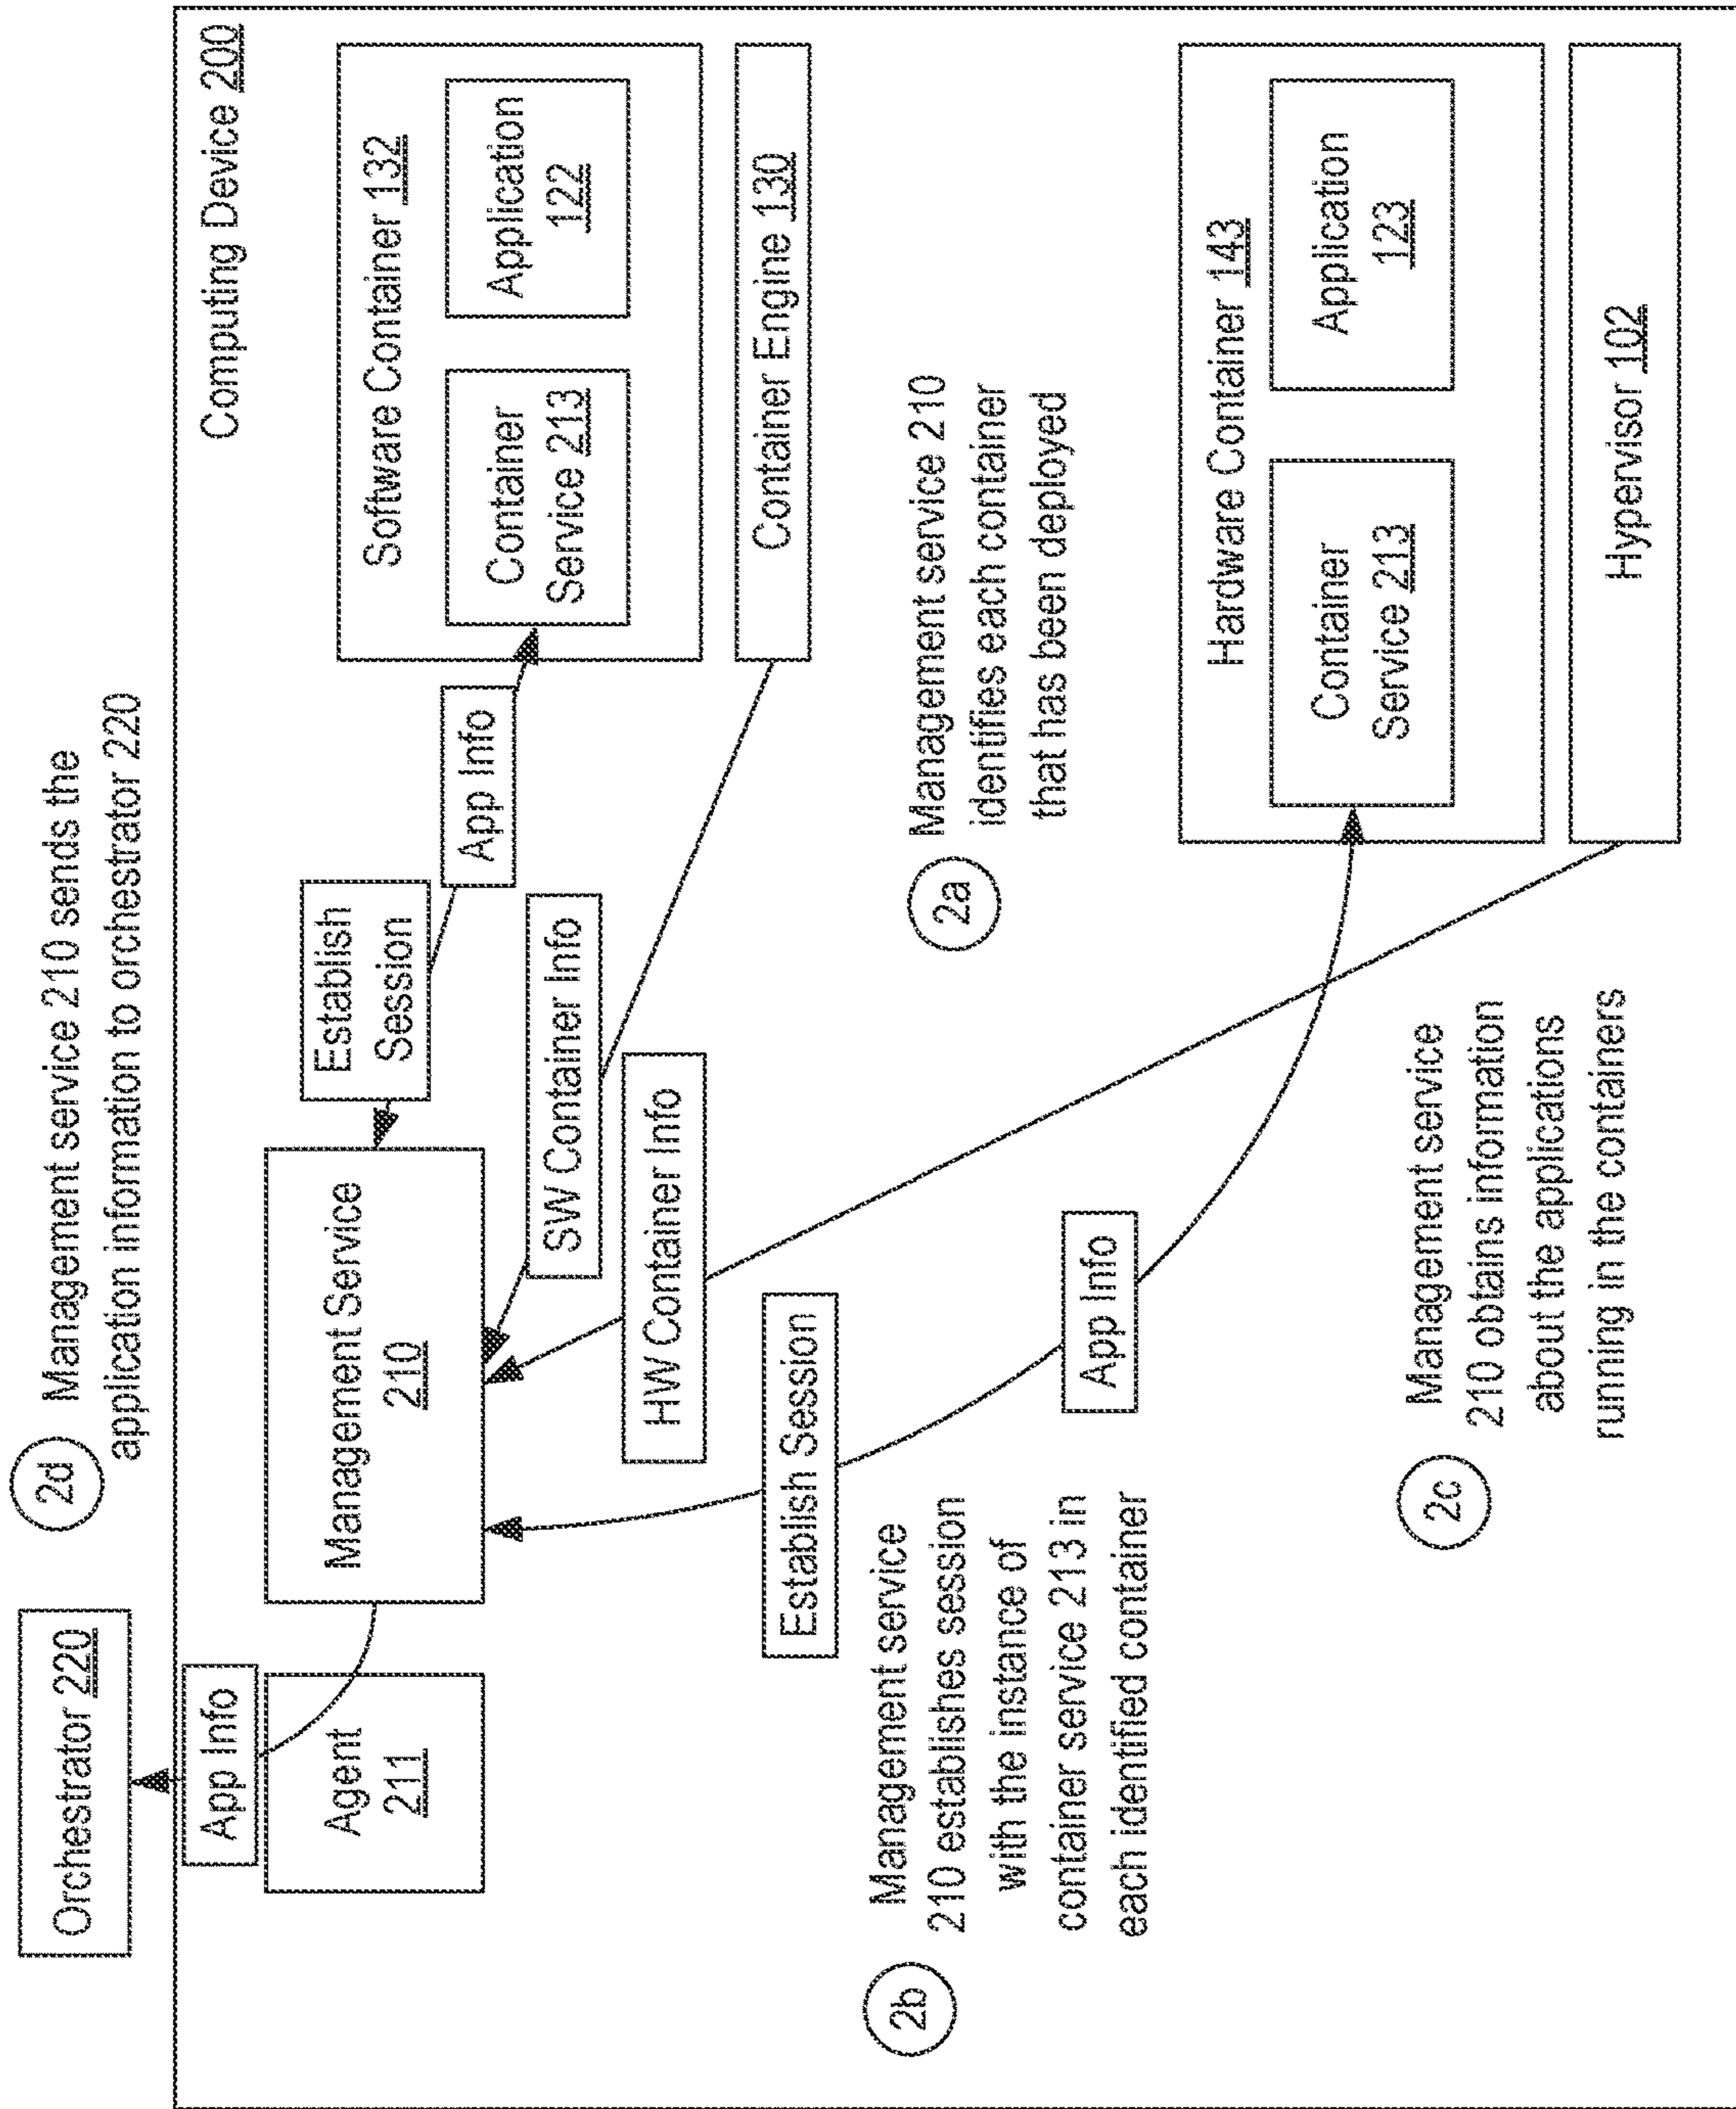 2d
Management service 210 sends the
application information to orchestrator 220
Orchestrator 220
Computing Device 200
App Info
Agent
211
Management Service
210
Establish
Session
App Info
Software Container 132
Container
Service 213
Application
122
Container Engine 130
SW Container Info
HW Container Info
Establish Session
2a
Management service 210
identifies each container
that has been deployed
2b
Management service
210 establishes session
with the instance of
container service 213 in
each identified container
App Info
Hardware Container 143
Container
Service 213
Application
123
Hypervisor 102
2c
Management service
210 obtains information
about the applications
running in the containers